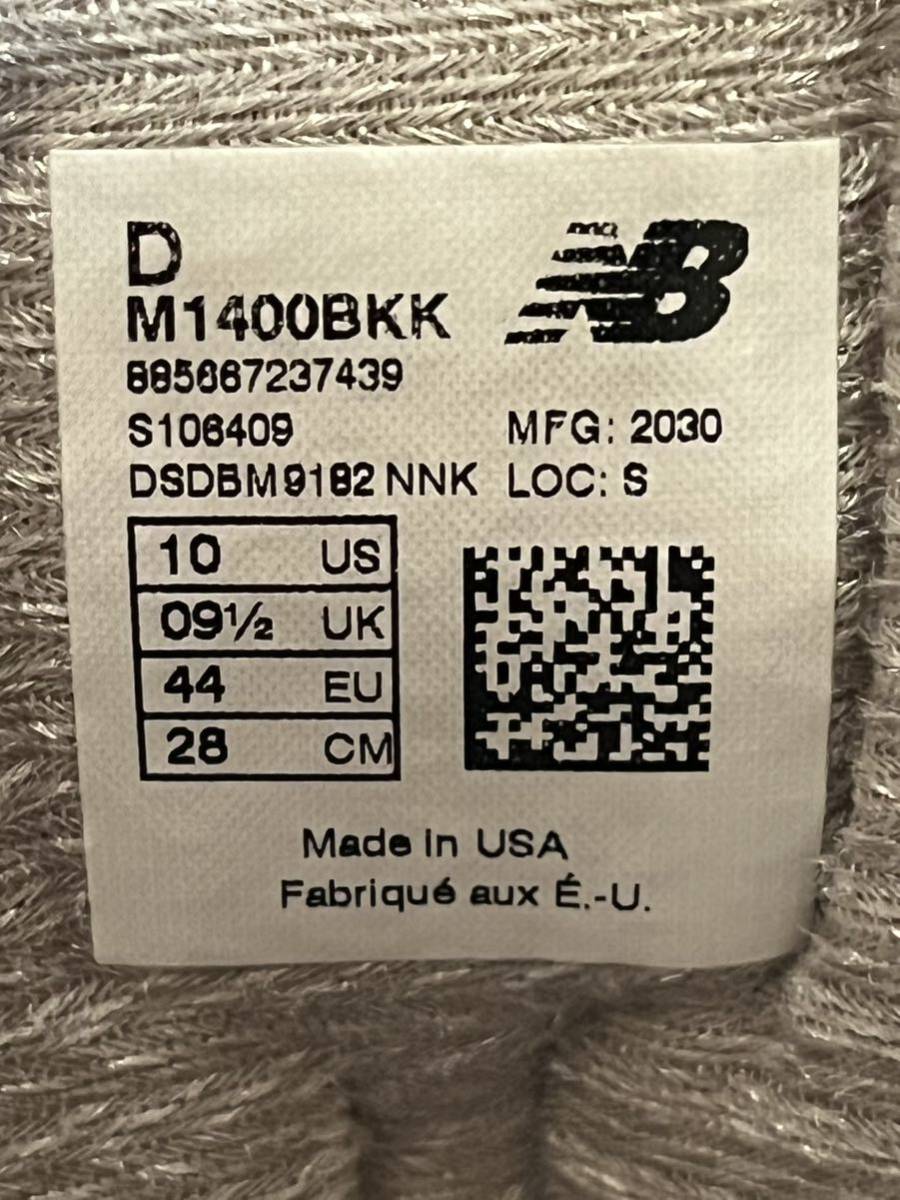 D
NB
M1400BKK
885667237439
S106409 MFG: 2030
DSDBM9182 NNK LOC: S
10 US
09½ UK
44 EU
28 CM
Made in USA
Fabriqué aux É.-U.